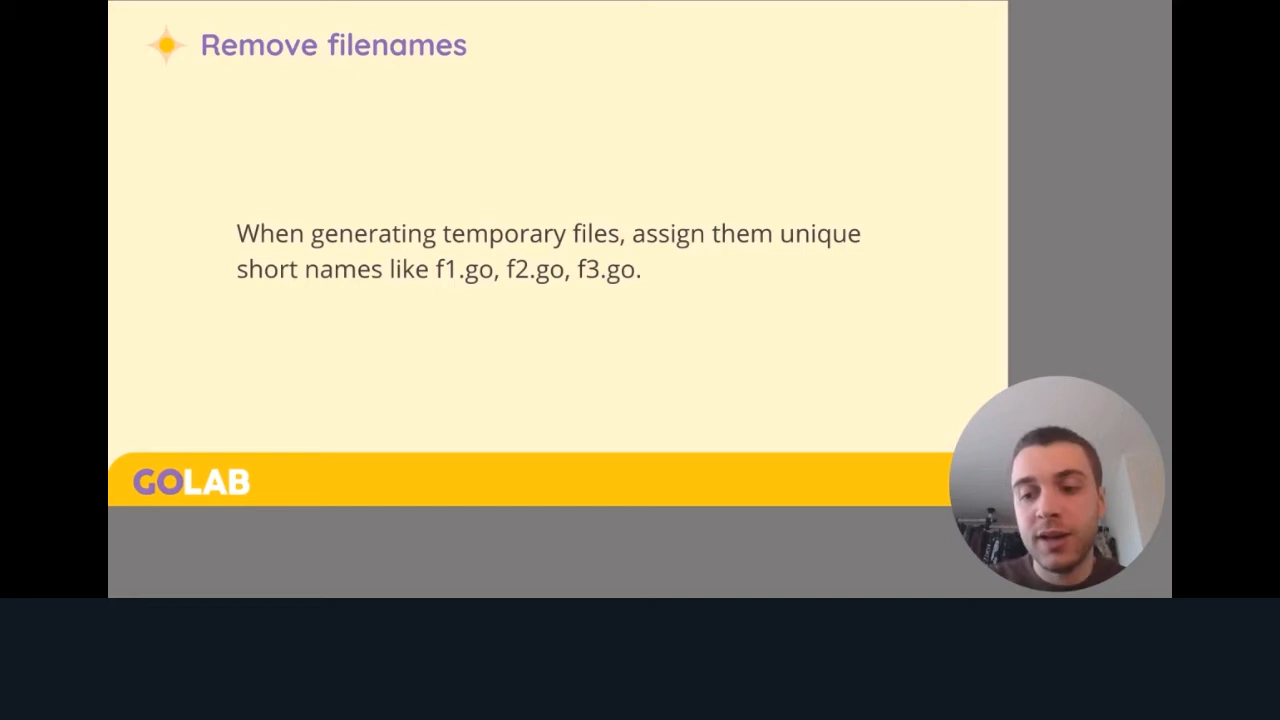 Remove filenames
When generating temporary files, assign them unique
short names like f1.go, f2.go, f3.go.
GOLAB